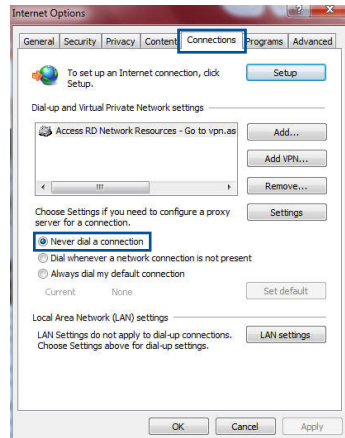 Internet Options
General Security Privacy Content Connections Programs Advanced
To set up an Internet connection, click
Setup.
Setup
Dial-up and Virtual Private Network settings
Access RD Network Resources - Go to vpn.as
Add...
Add VPN...
Remove...
Choose Settings if you need to configure a proxy
server for a connection.
Settings
Never dial a connection
Dial whenever a network connection is not present
Always dial my default connection
Current None
Set default
Local Area Network (LAN) settings
LAN Settings do not apply to dial-up connections.
Choose Settings above for dial-up settings.
LAN settings
OK Cancel Apply